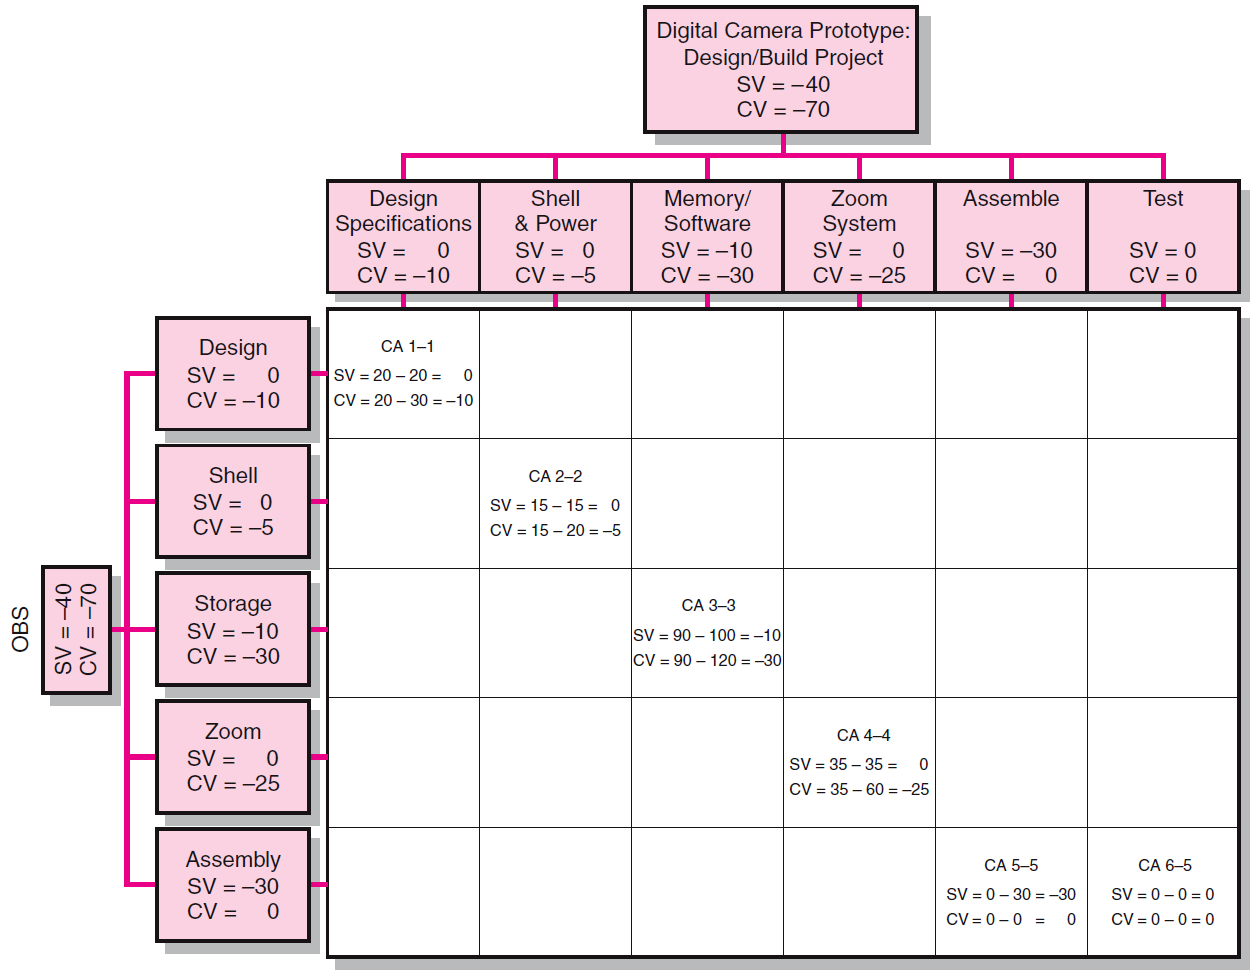 Digital Camera Prototype:
Design/Build Project
SV = –40
CV = –70
Design
Specifications
SV = 0
CV = –10
Shell
& Power
SV = 0
CV = –5
Memory/
Software
SV = –10
CV = –30
Zoom
System
SV = 0
CV = –25
Assemble
SV = –30
CV = 0
Test
SV = 0
CV = 0
OBS
SV = –40
CV = –70
Design
SV = 0
CV = –10
CA 1–1
SV = 20 – 20 = 0
CV = 20 – 30 = –10
Shell
SV = 0
CV = –5
CA 2–2
SV = 15 – 15 = 0
CV = 15 – 20 = –5
Storage
SV = –10
CV = –30
CA 3–3
SV = 90 – 100 = –10
CV = 90 – 120 = –30
Zoom
SV = 0
CV = –25
CA 4–4
SV = 35 – 35 = 0
CV = 35 – 60 = –25
Assembly
SV = –30
CV = 0
CA 5–5
SV = 0 – 30 = –30
CV = 0 – 0 = 0
CA 6–5
SV = 0 – 0 = 0
CV = 0 – 0 = 0